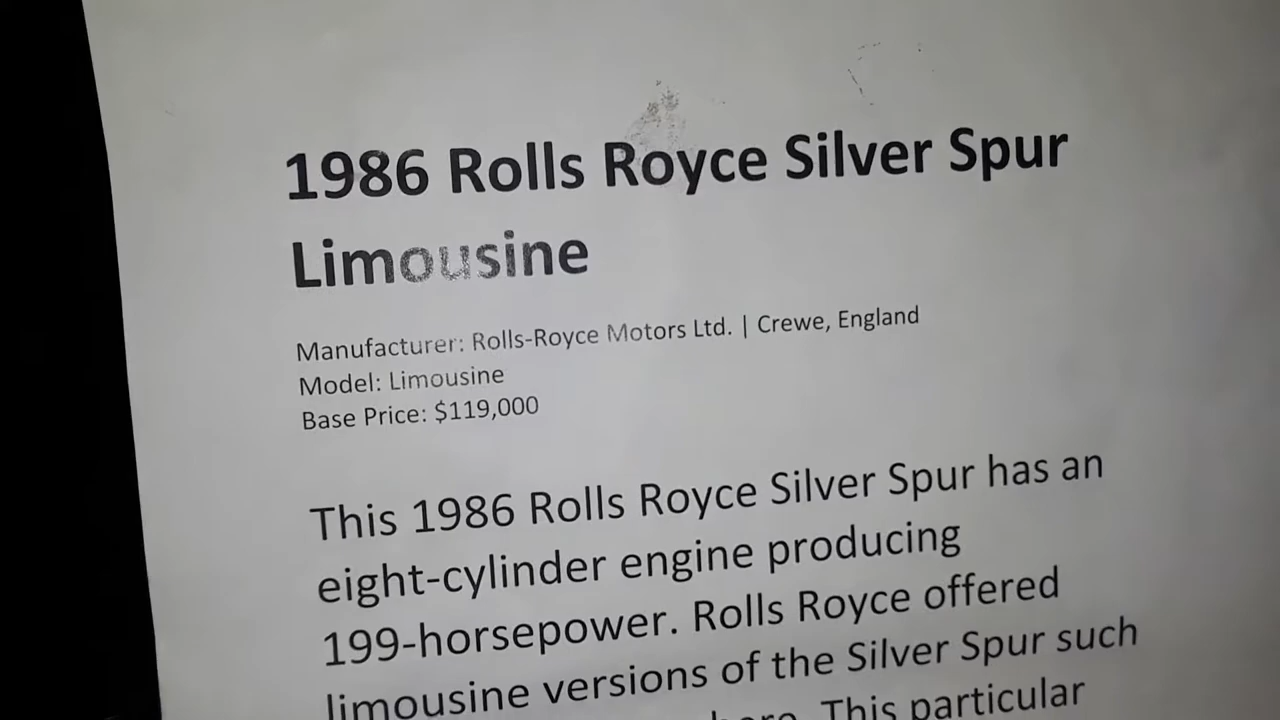 1986 Rolls Royce Silver Spur
Limousine
Manufacturer: Rolls-Royce Motors Ltd. | Crewe, England
Model: Limousine
Base Price: $119,000
This 1986 Rolls Royce Silver Spur has an
eight-cylinder engine producing
199-horsepower. Rolls Royce offered
limousine versions of the Silver Spur such
This particular